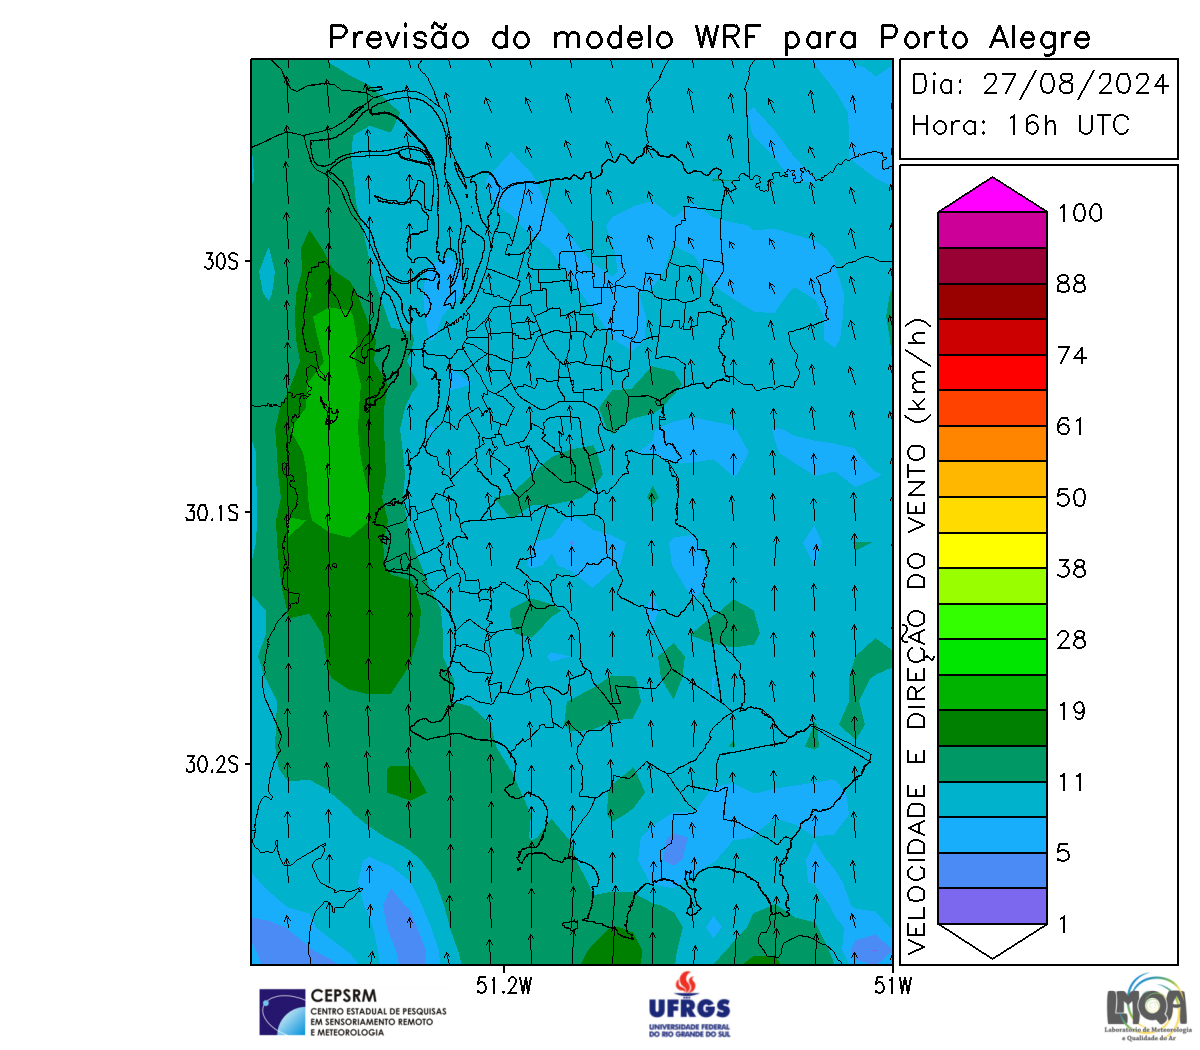 Previsão do modelo WRF para Porto Alegre
Dia: 27/08/2024
Hora: 16h UTC
30S
30.1S
30.2S
51.2W
51W
VELOCIDADE E DIREÇÃO DO VENTO (km/h)
100
88
74
61
50
38
28
19
11
5
1
CEPSRM
CENTRO ESTADUAL DE PESQUISAS
EM SENSORIAMENTO REMOTO
E METEOROLOGIA
UFRGS
UNIVERSIDADE FEDERAL
DO RIO GRANDE DO SUL
LMQA
Laboratório de Meteorologia
e Qualidade do Ar